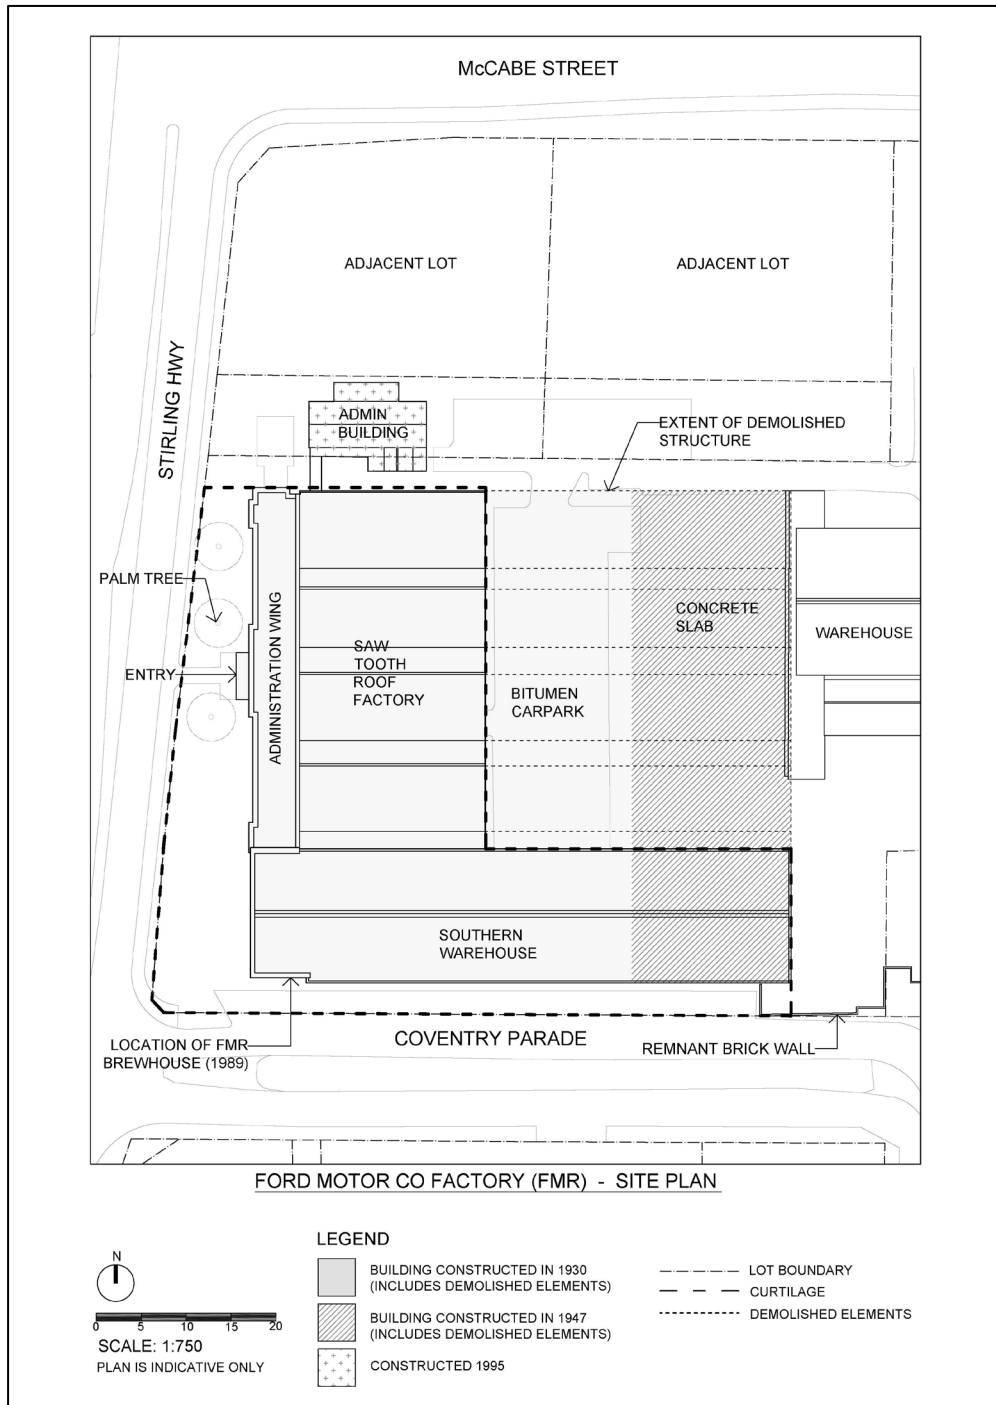 McCABE STREET
ADJACENT LOT
ADJACENT LOT
STIRLING HWY
ADMIN
BUILDING
EXTENT OF DEMOLISHED
STRUCTURE
PALM TREE
ADMINISTRATION WING
CONCRETE
SLAB
WAREHOUSE
SAW
TOOTH
ROOF
FACTORY
ENTRY
BITUMEN
CARPARK
SOUTHERN
WAREHOUSE
LOCATION OF FMR
BREWHOUSE (1989)
COVENTRY PARADE
REMNANT BRICK WALL
FORD MOTOR CO FACTORY (FMR) - SITE PLAN
LEGEND
N
0 5 10 15 20
SCALE: 1:750
PLAN IS INDICATIVE ONLY
BUILDING CONSTRUCTED IN 1930
(INCLUDES DEMOLISHED ELEMENTS)
BUILDING CONSTRUCTED IN 1947
(INCLUDES DEMOLISHED ELEMENTS)
CONSTRUCTED 1995
LOT BOUNDARY
CURTILAGE
DEMOLISHED ELEMENTS